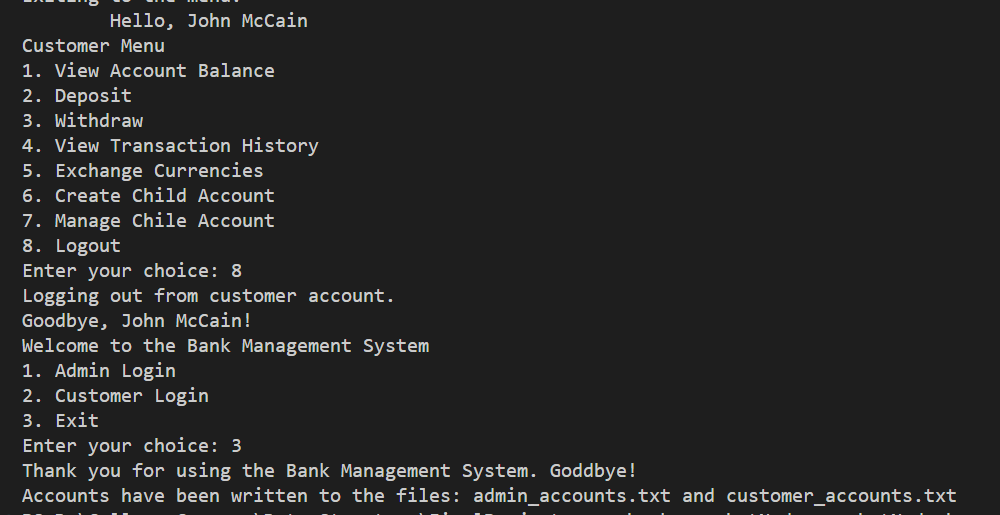 Exiting to the menu.
Hello, John McCain
Customer Menu
1. View Account Balance
2. Deposit
3. Withdraw
4. View Transaction History
5. Exchange Currencies
6. Create Child Account
7. Manage Chile Account
8. Logout
Enter your choice: 8
Logging out from customer account.
Goodbye, John McCain!
Welcome to the Bank Management System
1. Admin Login
2. Customer Login
3. Exit
Enter your choice: 3
Thank you for using the Bank Management System. Goddbye!
Accounts have been written to the files: admin_accounts.txt and customer_accounts.txt